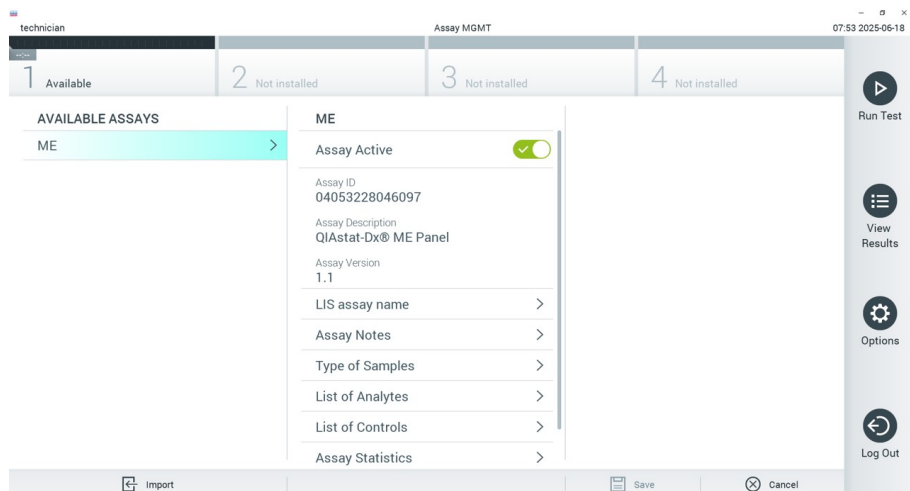 technician
Assay MGMT
07:53 2025-06-18
--:--
1 Available
2 Not installed
3 Not installed
4 Not installed
AVAILABLE ASSAYS
ME
ME
Assay Active
Assay ID
04053228046097
Assay Description
QIAstat-Dx® ME Panel
Assay Version
1.1
LIS assay name
Assay Notes
Type of Samples
List of Analytes
List of Controls
Assay Statistics
Run Test
View
Results
Options
Log Out
Import
Save
Cancel